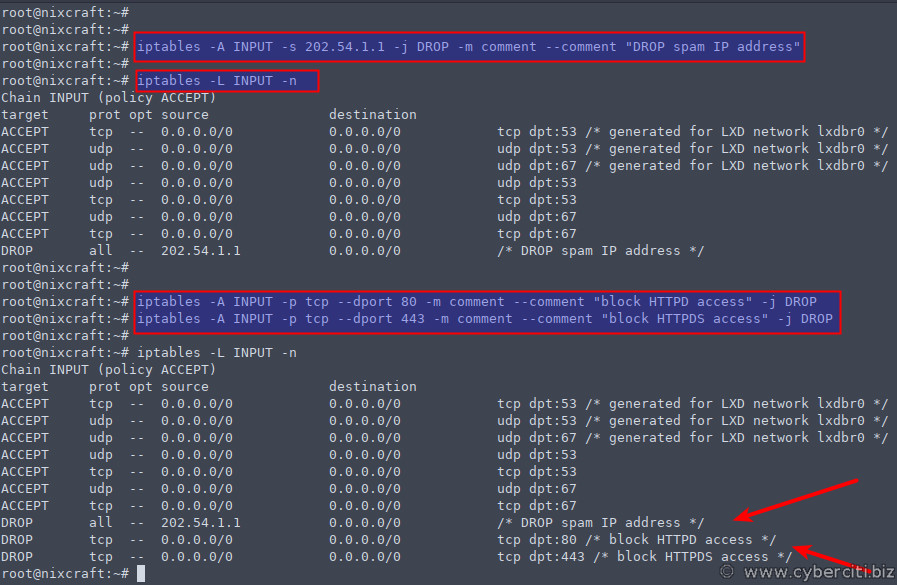 root@nixcraft:~#
root@nixcraft:~#
root@nixcraft:~# iptables -A INPUT -s 202.54.1.1 -j DROP -m comment --comment "DROP spam IP address"
root@nixcraft:~#
root@nixcraft:~# iptables -L INPUT -n
Chain INPUT (policy ACCEPT)
target     prot opt source               destination
ACCEPT     tcp  --  0.0.0.0/0            0.0.0.0/0            tcp dpt:53 /* generated for LXD network lxdbr0 */
ACCEPT     udp  --  0.0.0.0/0            0.0.0.0/0            udp dpt:53 /* generated for LXD network lxdbr0 */
ACCEPT     udp  --  0.0.0.0/0            0.0.0.0/0            udp dpt:67 /* generated for LXD network lxdbr0 */
ACCEPT     udp  --  0.0.0.0/0            0.0.0.0/0            udp dpt:53
ACCEPT     tcp  --  0.0.0.0/0            0.0.0.0/0            tcp dpt:53
ACCEPT     udp  --  0.0.0.0/0            0.0.0.0/0            udp dpt:67
ACCEPT     tcp  --  0.0.0.0/0            0.0.0.0/0            tcp dpt:67
DROP       all  --  202.54.1.1           0.0.0.0/0            /* DROP spam IP address */
root@nixcraft:~#
root@nixcraft:~#
root@nixcraft:~# iptables -A INPUT -p tcp --dport 80 -m comment --comment "block HTTPD access" -j DROP
root@nixcraft:~# iptables -A INPUT -p tcp --dport 443 -m comment --comment "block HTTPDS access" -j DROP
root@nixcraft:~#
root@nixcraft:~# iptables -L INPUT -n
Chain INPUT (policy ACCEPT)
target     prot opt source               destination
ACCEPT     tcp  --  0.0.0.0/0            0.0.0.0/0            tcp dpt:53 /* generated for LXD network lxdbr0 */
ACCEPT     udp  --  0.0.0.0/0            0.0.0.0/0            udp dpt:53 /* generated for LXD network lxdbr0 */
ACCEPT     udp  --  0.0.0.0/0            0.0.0.0/0            udp dpt:67 /* generated for LXD network lxdbr0 */
ACCEPT     udp  --  0.0.0.0/0            0.0.0.0/0            udp dpt:53
ACCEPT     tcp  --  0.0.0.0/0            0.0.0.0/0            tcp dpt:53
ACCEPT     udp  --  0.0.0.0/0            0.0.0.0/0            udp dpt:67
ACCEPT     tcp  --  0.0.0.0/0            0.0.0.0/0            tcp dpt:67
DROP       all  --  202.54.1.1           0.0.0.0/0            /* DROP spam IP address */
DROP       tcp  --  0.0.0.0/0            0.0.0.0/0            tcp dpt:80 /* block HTTPD access */
DROP       tcp  --  0.0.0.0/0            0.0.0.0/0            tcp dpt:443 /* block HTTPDS access */
root@nixcraft:~#
© www.cyberciti.biz